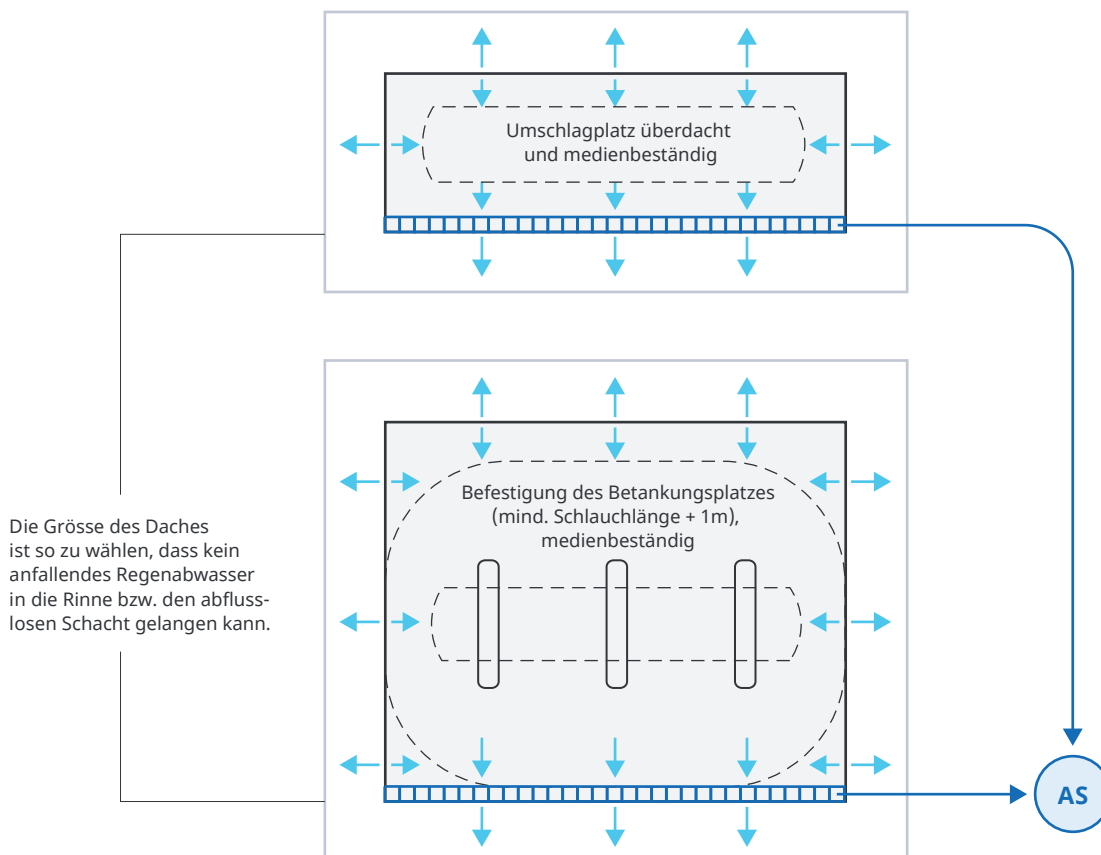 Umschlagplatz überdacht
und medienbeständig
Befestigung des Betankungsplatzes
(mind. Schlauchlänge + 1m),
medienbeständig
Die Grösse des Daches
ist so zu wählen, dass kein
anfallendes Regenabwasser
in die Rinne bzw. den abfluss-
losen Schacht gelangen kann.
AS